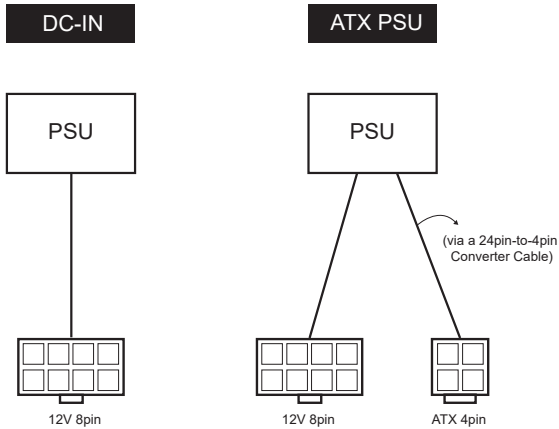 DC-IN
ATX PSU
PSU
PSU
(via a 24pin-to-4pin
Converter Cable)
12V 8pin
12V 8pin
ATX 4pin